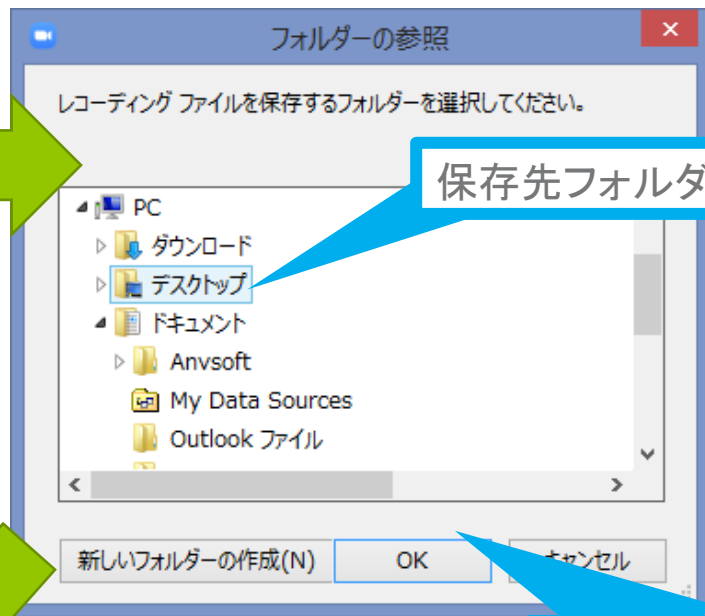 フォルダーの参照
レコーディング ファイルを保存するフォルダーを選択してください。
保存先フォルダ
PC
ダウンロード
デスクトップ
ドキュメント
Anvsoft
My Data Sources
Outlook ファイル
新しいフォルダーの作成(N) OK キャンセル